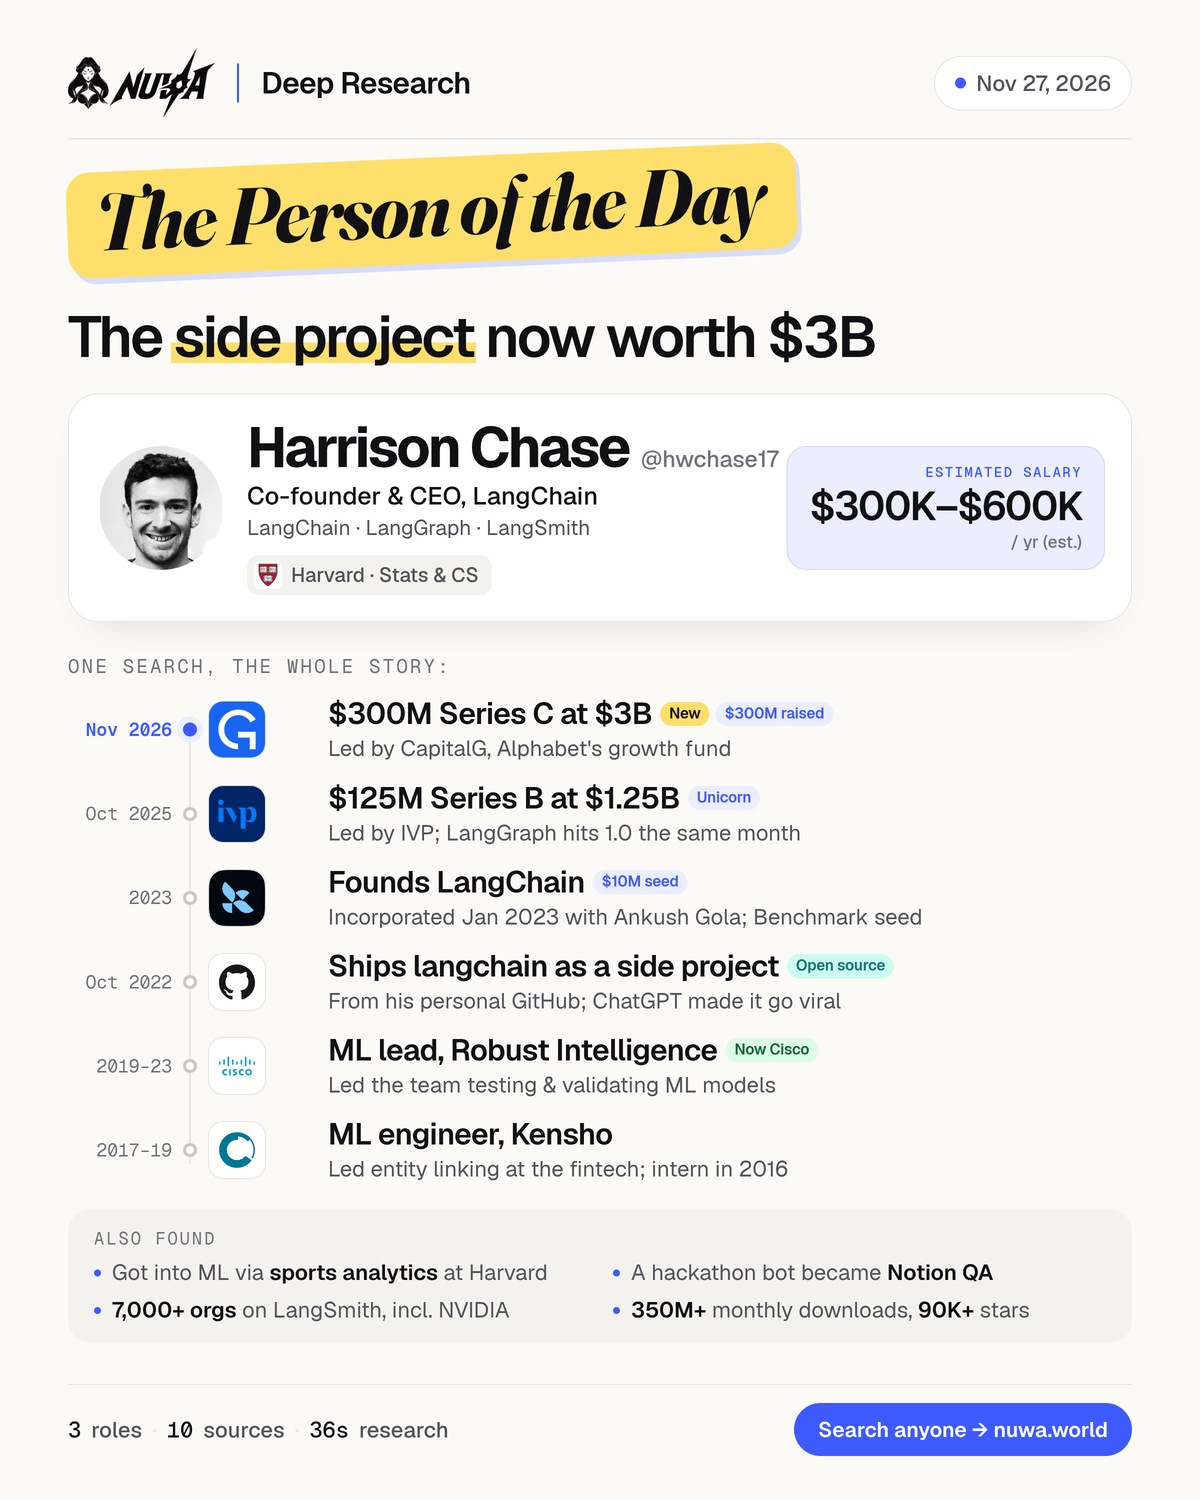 NUWA
Deep Research
Nov 27, 2026
The Person of the Day
The side project now worth $3B
Harrison Chase @hwchase17
Co-founder & CEO, LangChain
LangChain · LangGraph · LangSmith
Harvard · Stats & CS
ESTIMATED SALARY
$300K–$600K
/ yr (est.)
ONE SEARCH, THE WHOLE STORY:
Nov 2026
$300M Series C at $3B New $300M raised
Led by CapitalG, Alphabet's growth fund
Oct 2025
ivp
$125M Series B at $1.25B Unicorn
Led by IVP; LangGraph hits 1.0 the same month
2023
Founds LangChain $10M seed
Incorporated Jan 2023 with Ankush Gola; Benchmark seed
Oct 2022
Ships langchain as a side project Open source
From his personal GitHub; ChatGPT made it go viral
2019–23
CISCO
ML lead, Robust Intelligence Now Cisco
Led the team testing & validating ML models
2017–19
ML engineer, Kensho
Led entity linking at the fintech; intern in 2016
ALSO FOUND
• Got into ML via sports analytics at Harvard
• A hackathon bot became Notion QA
• 7,000+ orgs on LangSmith, incl. NVIDIA
• 350M+ monthly downloads, 90K+ stars
3 roles · 10 sources · 36s research
Search anyone → nuwa.world